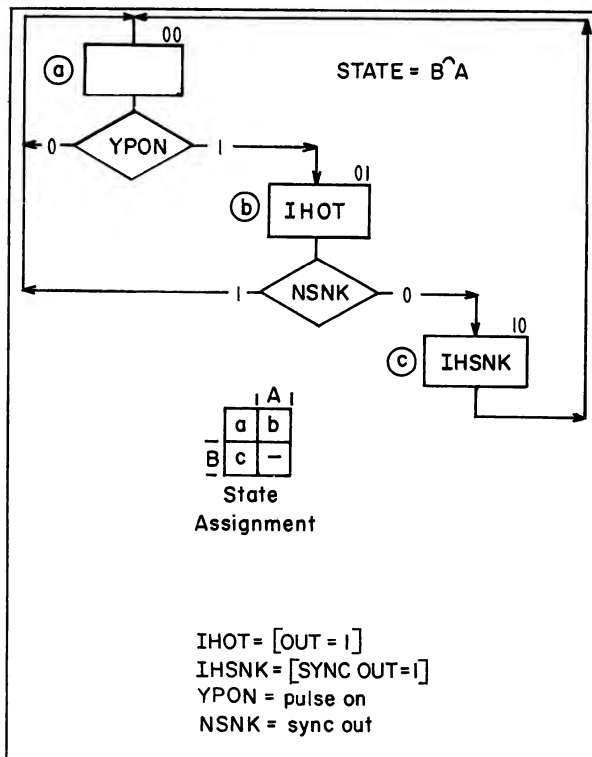 00
a
STATE = B^A
0
YPON
1
01
b
IHOT
1
NSNK
0
10
c
IHSNK
A
a b
B c –
State
Assignment
IHOT = [OUT = 1]
IHSNK = [SYNC OUT=1]
YPON = pulse on
NSNK = sync out